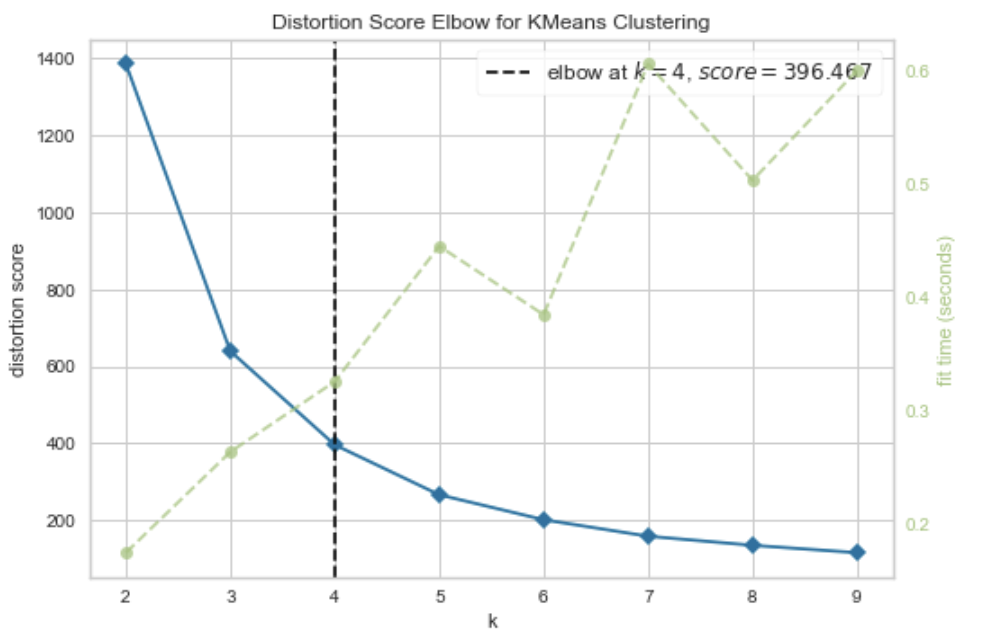 Distortion Score Elbow for KMeans Clustering
elbow at k = 4, score = 396.467
distortion score
1400
1200
1000
800
600
400
200
0.6
0.5
0.4
0.3
0.2
fit time (seconds)
2 3 4 5 6 7 8 9
k